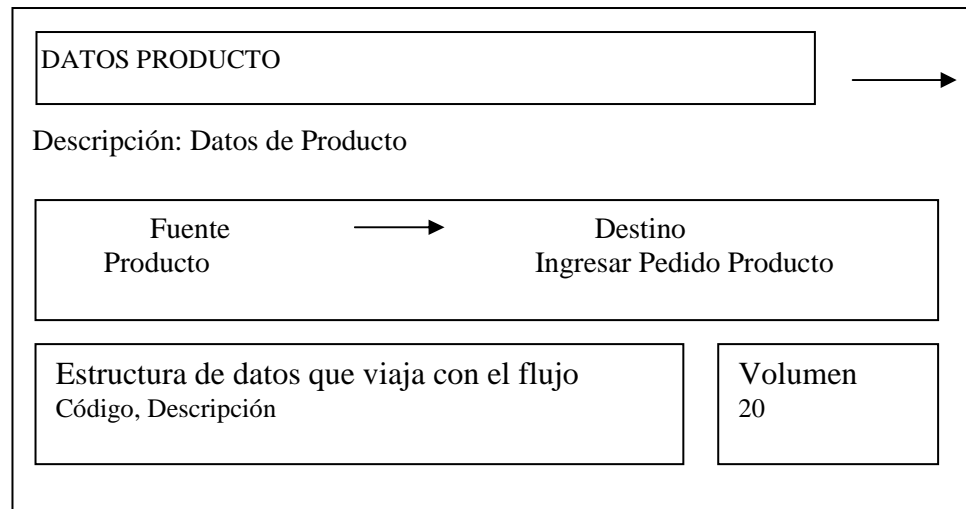 DATOS PRODUCTO
Descripción: Datos de Producto
Fuente Destino
Producto Ingresar Pedido Producto
Estructura de datos que viaja con el flujo
Código, Descripción
Volumen
20